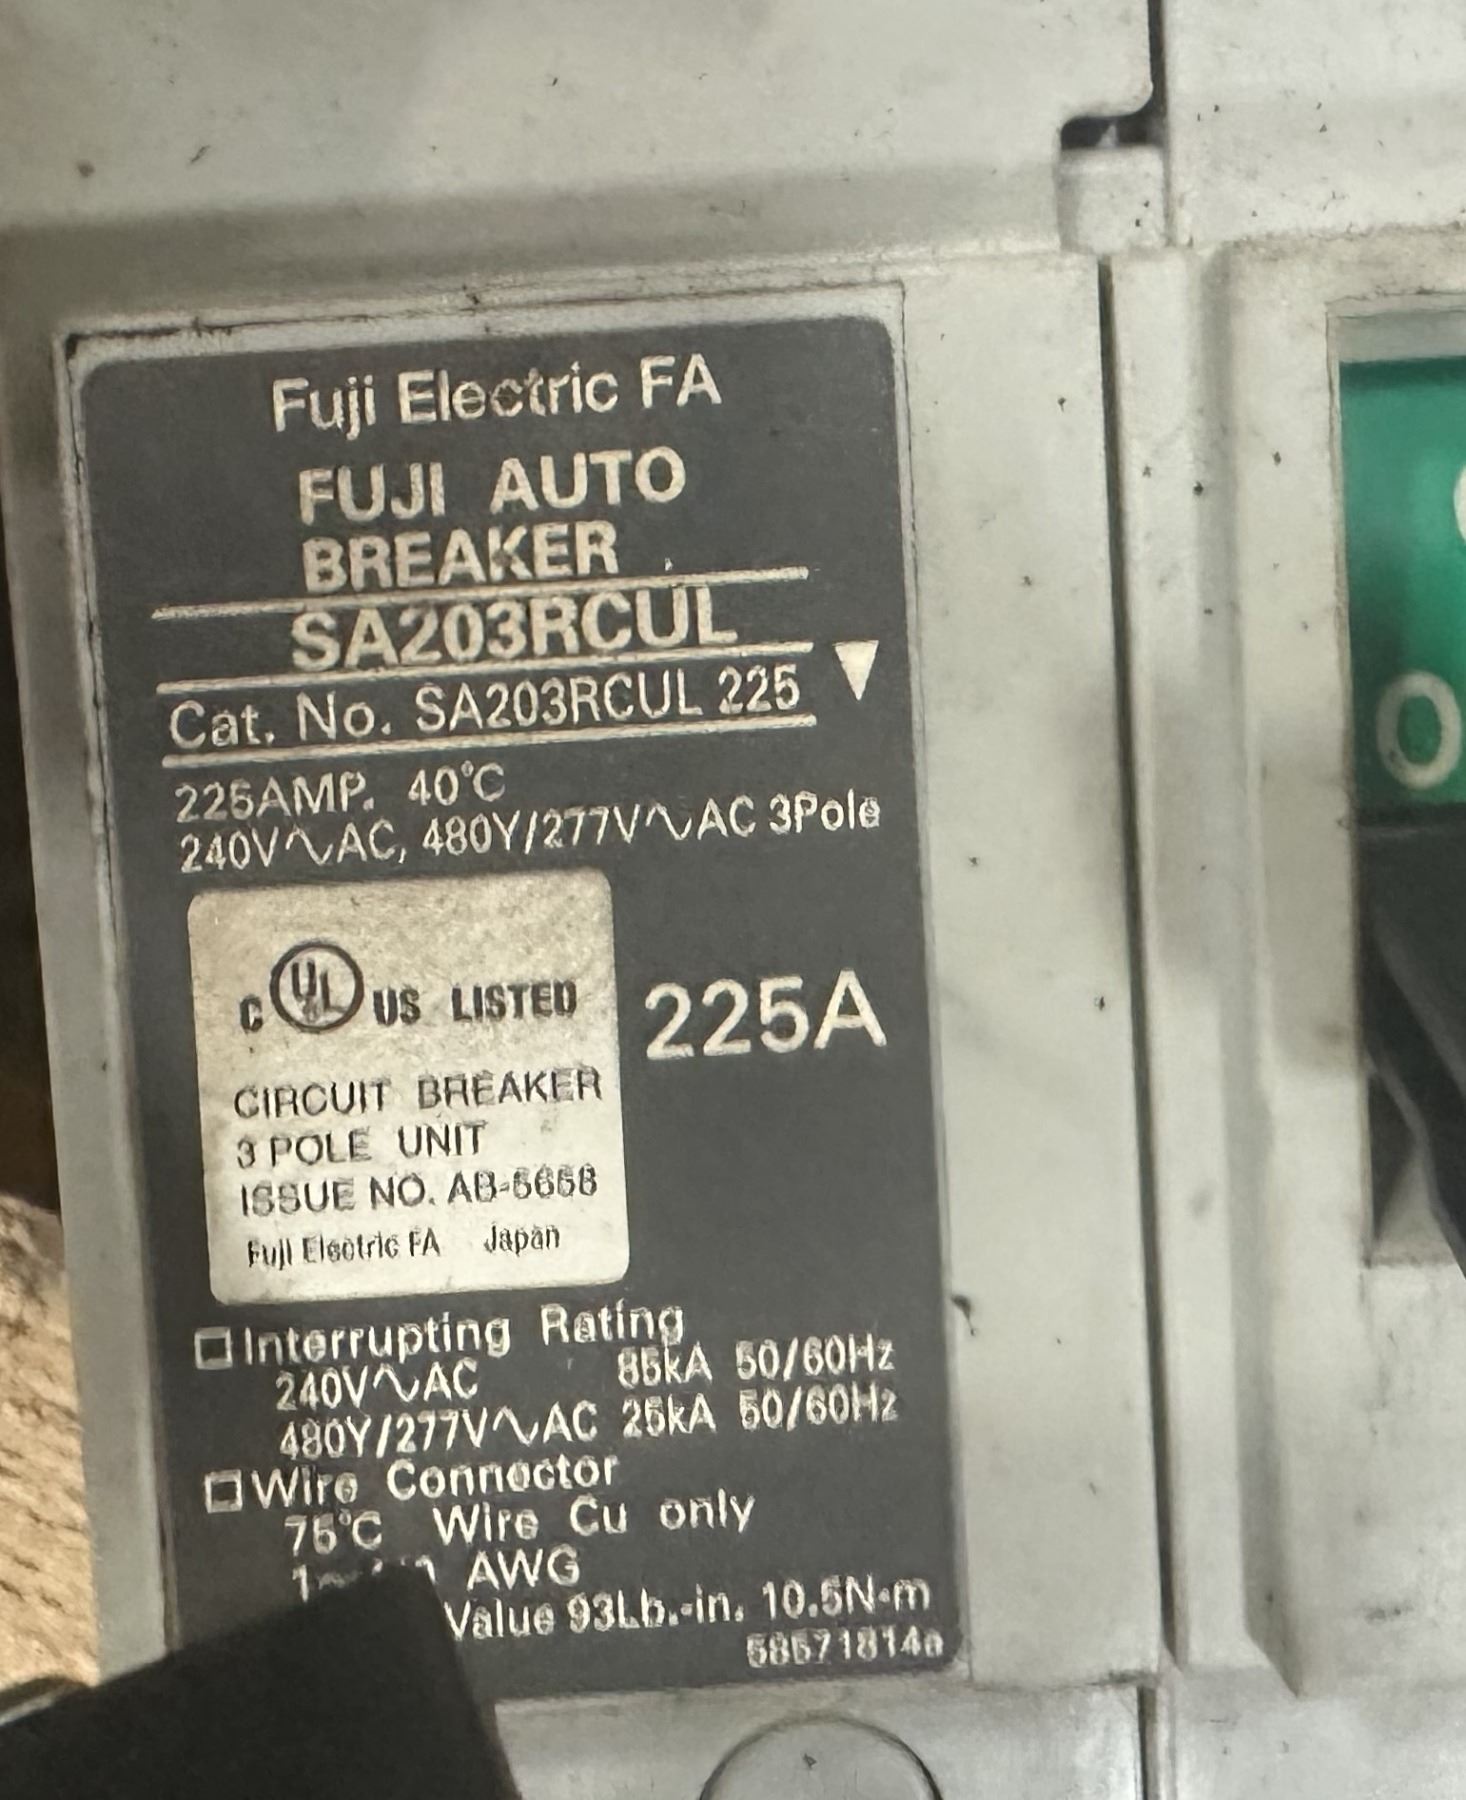 Fuji Electric FA
FUJI AUTO
BREAKER
SA203RCUL
Cat. No. SA203RCUL 225
225AMP. 40°C
240V∿AC, 480Y/277V∿AC 3Pole
c UL US LISTED
225A
CIRCUIT BREAKER
3 POLE UNIT
ISSUE NO.
Fuji Electric FA Japan
□Interrupting Rating
240V∿AC 85kA 50/60Hz
480Y/277V∿AC 25kA 50/60Hz
□Wire Connector
75°C Wire Cu only
AWG
Value 93Lb.-in. 10.5N·m
0